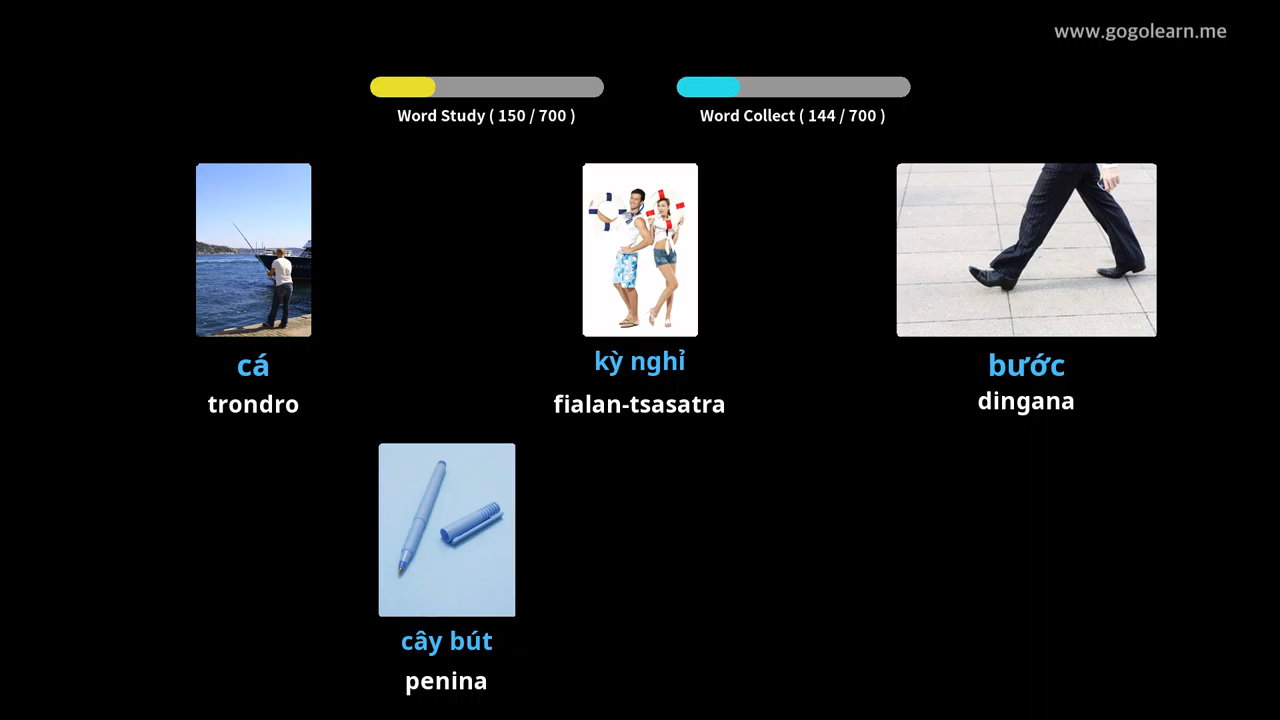 www.gogolearn.me
Word Study ( 150 / 700 )
Word Collect ( 144 / 700 )
cá
trondro
kỳ nghỉ
fialan-tsasatra
bước
dingana
cây bút
penina